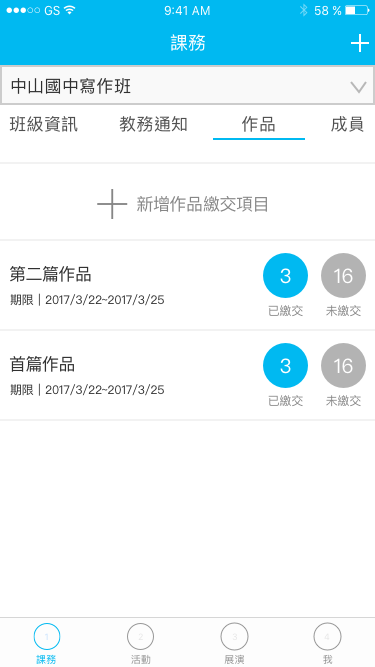 GS 9:41 AM 58 %
課務
中山國中寫作班
班級資訊 教務通知 作品 成員
新增作品繳交項目
第二篇作品
期限｜2017/3/22~2017/3/25
3 16
已繳交 未繳交
首篇作品
期限｜2017/3/22~2017/3/25
3 16
已繳交 未繳交
1 2 3 4
課務 活動 展演 我